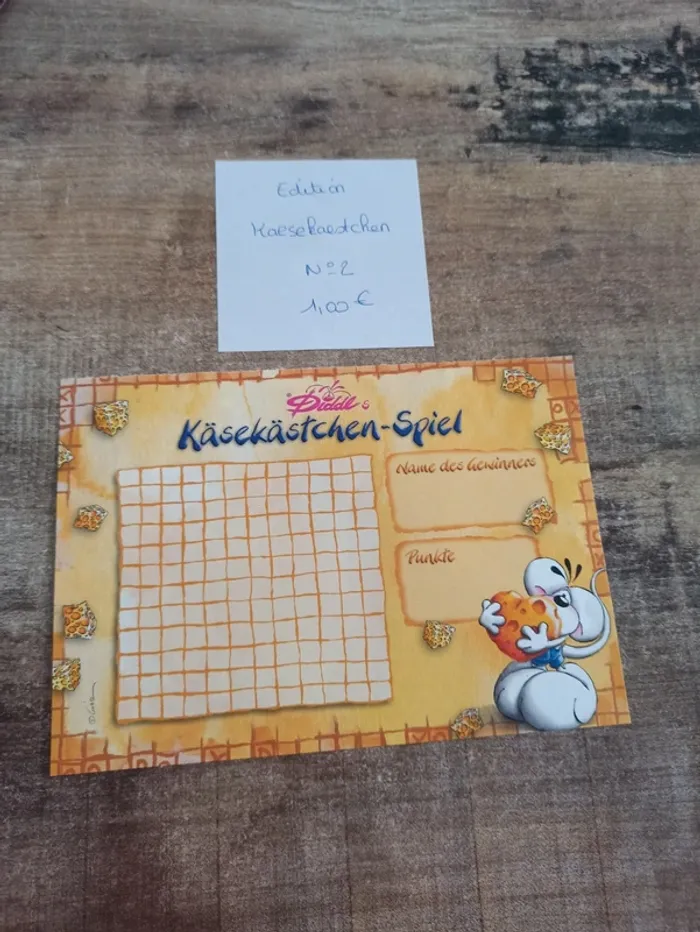 Edition
Kaesekaestchen
N° 2
1,00 €
Diddl's
Käsekästchen-Spiel
Name des Gewinners
Punkte